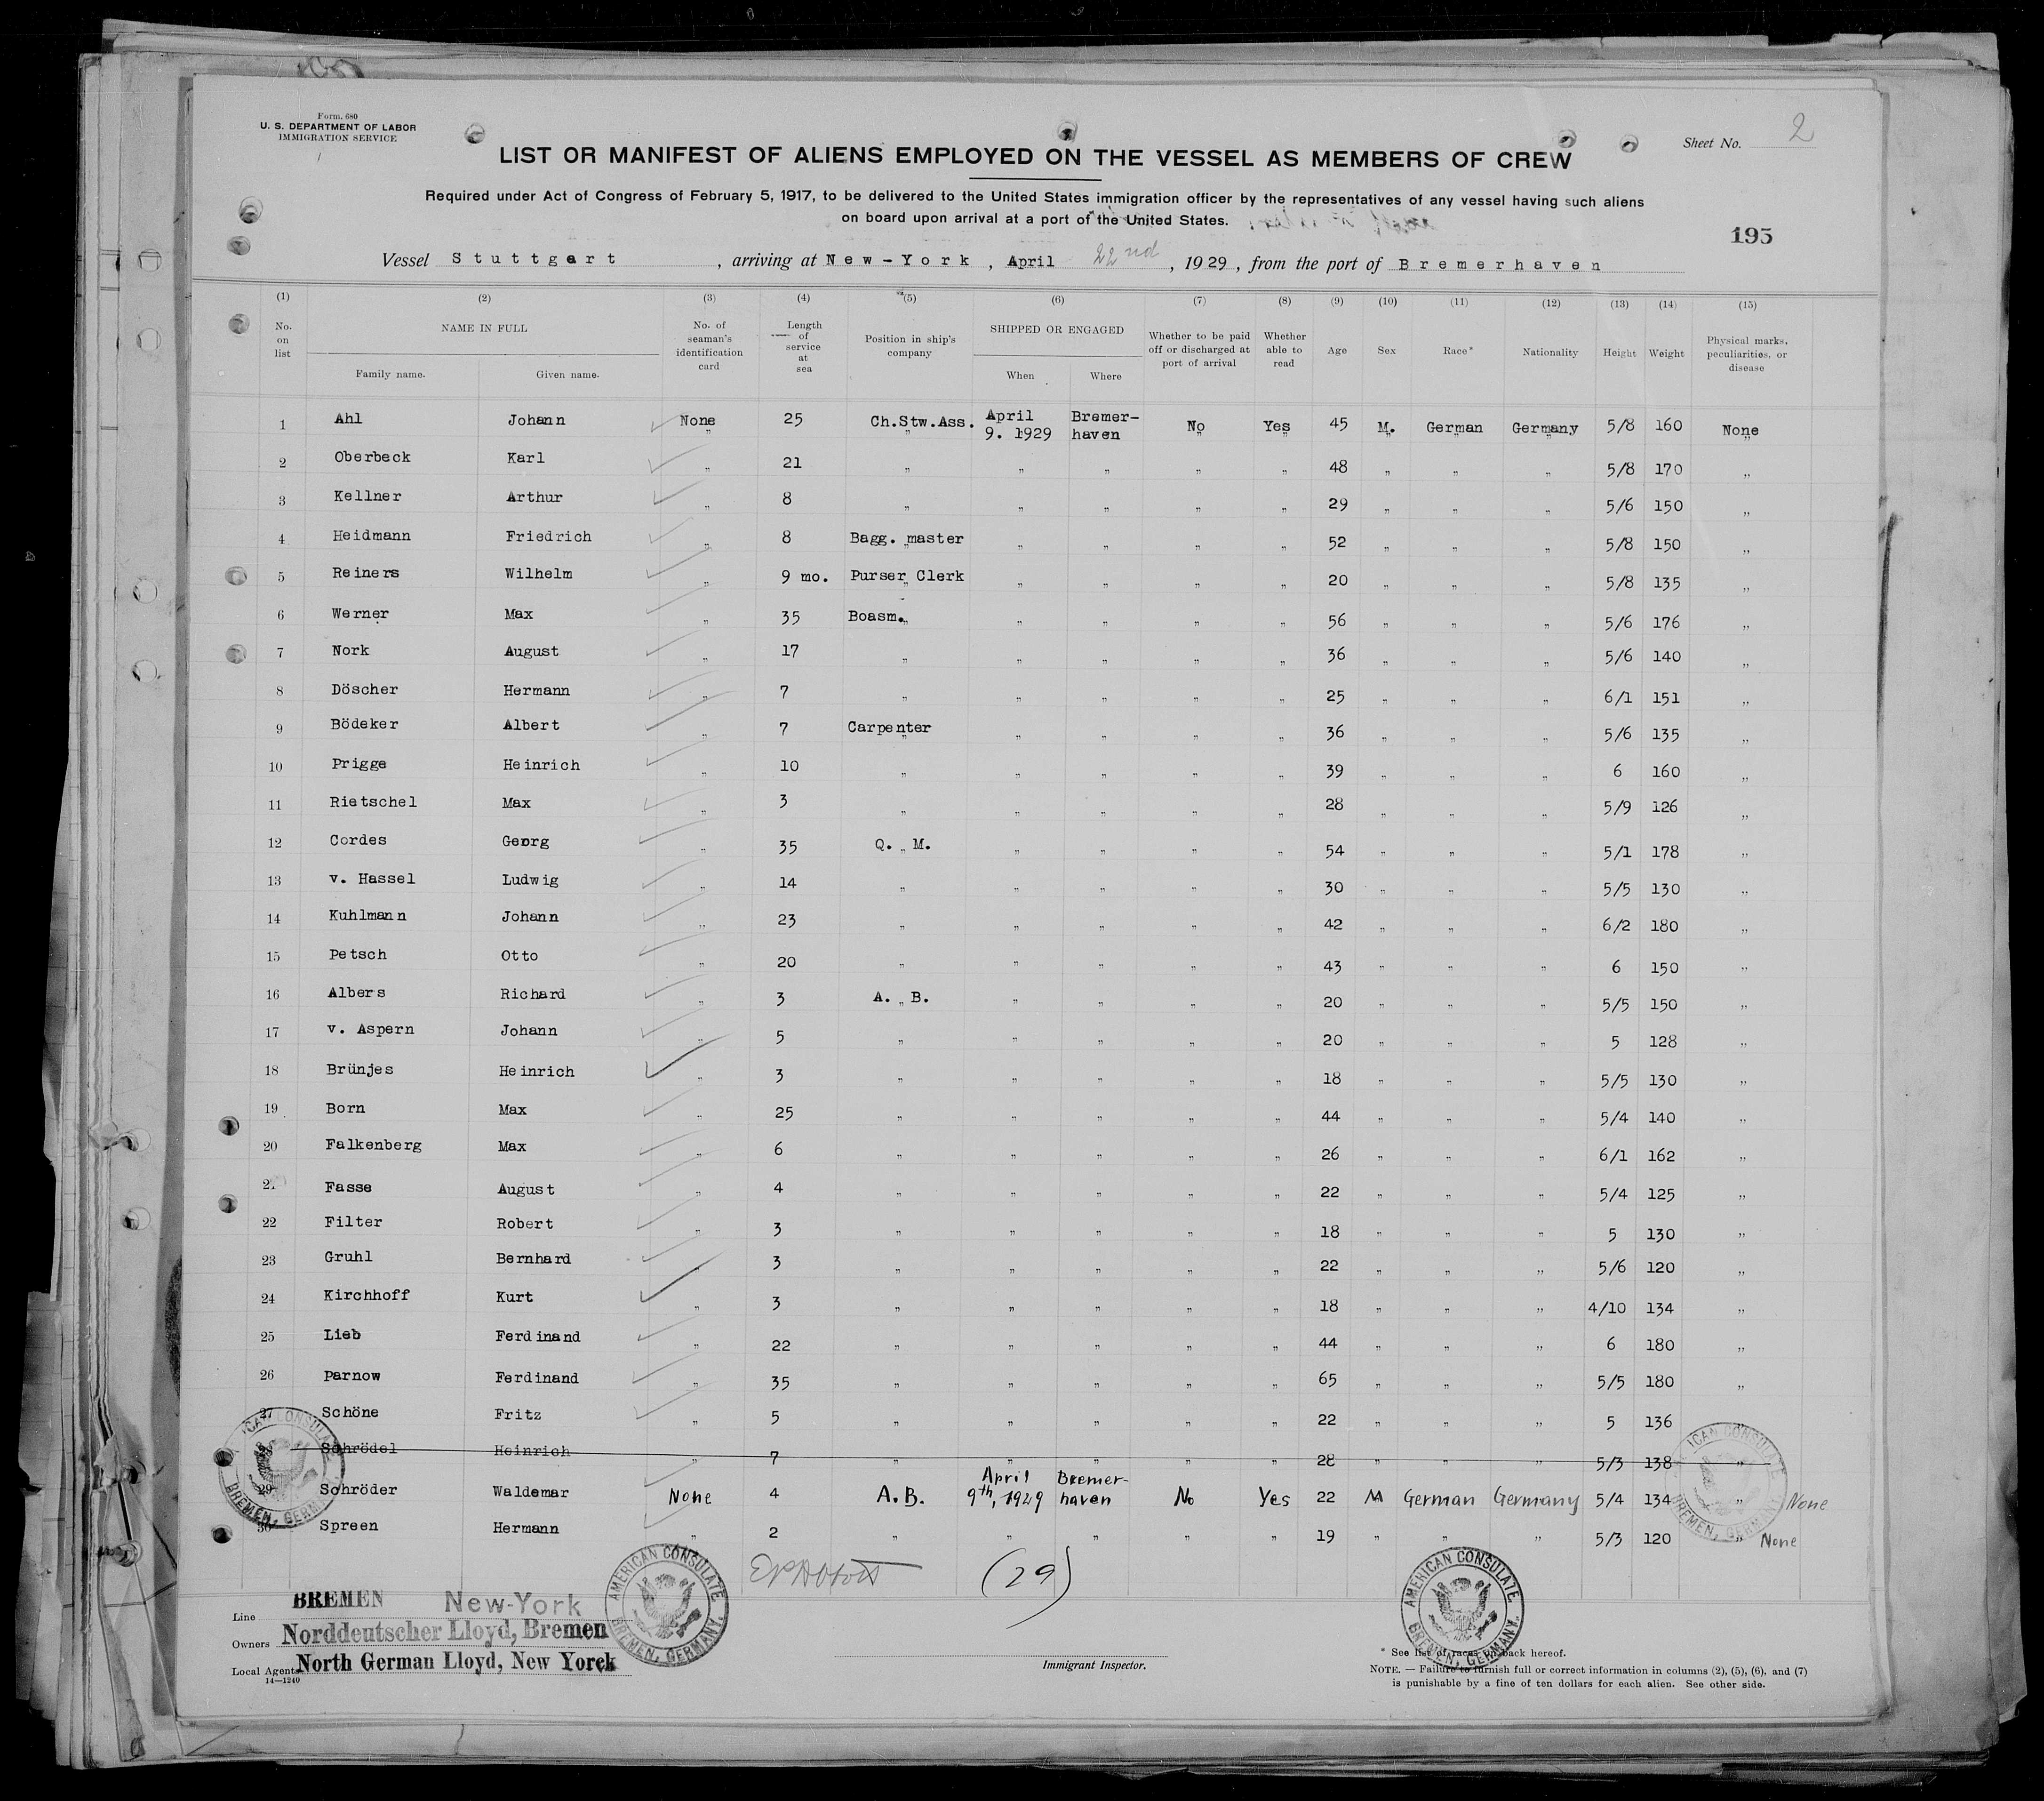 Form. 680
U. S. DEPARTMENT OF LABOR
IMMIGRATION SERVICE
Sheet No. 2
LIST OR MANIFEST OF ALIENS EMPLOYED ON THE VESSEL AS MEMBERS OF CREW
Required under Act of Congress of February 5, 1917, to be delivered to the United States immigration officer by the representatives of any vessel having such aliens
on board upon arrival at a port of the United States.
195
Vessel Stuttgart, arriving at New-York, April 22nd, 1929, from the port of Bremerhaven
(1) (2) (3) (4) (5) (6) (7) (8) (9) (10) (11) (12) (13) (14) (15)
No. on list NAME IN FULL Family name. Given name. No. of seaman's identification card Length of service at sea Position in ship's company SHIPPED OR ENGAGED When Where Whether to be paid off or discharged at port of arrival Whether able to read Age Sex Race* Nationality Height Weight Physical marks, peculiarities, or disease
1 Ahl Johann None 25 Ch.Stw.Ass. April 9. 1929 Bremer-haven No Yes 45 M. German Germany 5/8 160 None
2 Oberbeck Karl " 21 " " " " " 48 " " " 5/8 170 "
3 Kellner Arthur " 8 " " " " " 29 " " " 5/6 150 "
4 Heidmann Friedrich " 8 Bagg. master " " " " 52 " " " 5/8 150 "
5 Reiners Wilhelm " 9 mo. Purser Clerk " " " " 20 " " " 5/8 135 "
6 Werner Max " 35 Boasm. " " " " 56 " " " 5/6 176 "
7 Nork August " 17 " " " " " 36 " " " 5/6 140 "
8 Döscher Hermann " 7 " " " " " 25 " " " 6/1 151 "
9 Bödeker Albert " 7 Carpenter " " " " 36 " " " 5/6 135 "
10 Prigge Heinrich " 10 " " " " " 39 " " " 6 160 "
11 Rietschel Max " 3 " " " " " 28 " " " 5/9 126 "
12 Cordes Georg " 35 Q. M. " " " " 54 " " " 5/1 178 "
13 v. Hassel Ludwig " 14 " " " " " 30 " " " 5/5 130 "
14 Kuhlmann Johann " 23 " " " " " 42 " " " 6/2 180 "
15 Petsch Otto " 20 " " " " " 43 " " " 6 150 "
16 Albers Richard " 3 A. B. " " " " 20 " " " 5/5 150 "
17 v. Aspern Johann " 5 " " " " " 20 " " " 5 128 "
18 Brünjes Heinrich " 3 " " " " " 18 " " " 5/5 130 "
19 Born Max " 25 " " " " " 44 " " " 5/4 140 "
20 Falkenberg Max " 6 " " " " " 26 " " " 6/1 162 "
21 Fasse August " 4 " " " " " 22 " " " 5/4 125 "
22 Filter Robert " 3 " " " " " 18 " " " 5 130 "
23 Gruhl Bernhard " 3 " " " " " 22 " " " 5/6 120 "
24 Kirchhoff Kurt " 3 " " " " " 18 " " " 4/10 134 "
25 Lieb Ferdinand " 22 " " " " " 44 " " " 6 180 "
26 Parnow Ferdinand " 35 " " " " " 65 " " " 5/5 180 "
27 Schöne Fritz " 5 " " " " " 22 " " " 5 136 "
28 Schrödel Heinrich " 7 " " " " " 28 " " " 5/3 138 "
29 Schröder Waldemar None 4 A.B. April 9th, 1929 Bremer-haven No Yes 22 M German Germany 5/4 134 " None
30 Spreen Hermann " 2 " " " " " 19 " " " 5/3 120 " None
AMERICAN CONSULATE BREMEN, GERMANY.
AMERICAN CONSULATE BREMEN, GERMANY.
AMERICAN CONSULATE BREMEN, GERMANY.
AMERICAN CONSULATE BREMEN, GERMANY.
(29)
Line BREMEN New-York
Owners Norddeutscher Lloyd, Bremen
Local Agents North German Lloyd, New Yorck
14—1240
Immigrant Inspector.
* See list of races on back hereof.
NOTE. — Failure to furnish full or correct information in columns (2), (5), (6), and (7)
is punishable by a fine of ten dollars for each alien. See other side.